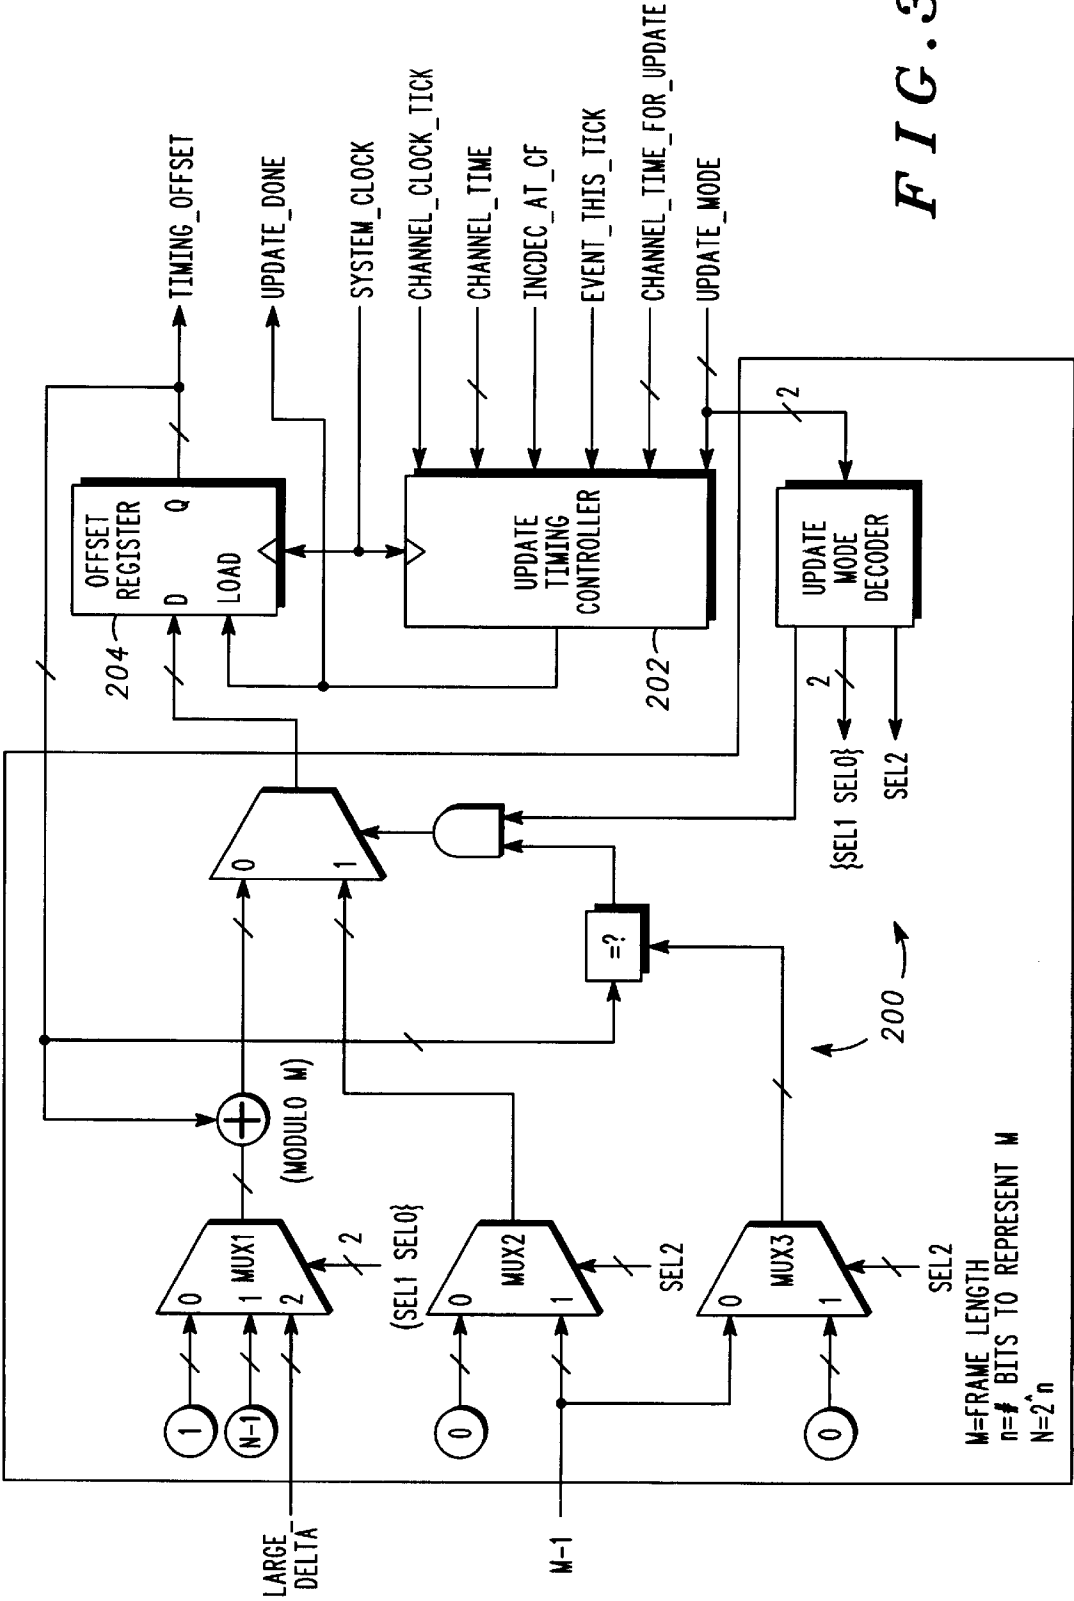 TIMING_OFFSET
UPDATE_DONE
SYSTEM_CLOCK
CHANNEL_CLOCK_TICK
CHANNEL_TIME
INCDEC_AT_CF
EVENT_THIS_TICK
CHANNEL_TIME_FOR_UPDATE
UPDATE_MODE
FIG.3
OFFSET
REGISTER
D
Q
LOAD
204
UPDATE
TIMING
CONTROLLER
202
2
UPDATE
MODE
DECODER
2
}SEL1 SEL0}
SEL2
0
1
=?
200
(MODULO M)
0
1
2
MUX1
2
(SEL1 SEL0}
0
1
MUX2
SEL2
0
1
MUX3
SEL2
1
N-1
LARGE_
DELTA
0
M-1
0
M=FRAME LENGTH
n=# BITS TO REPRESENT M
N=2^n